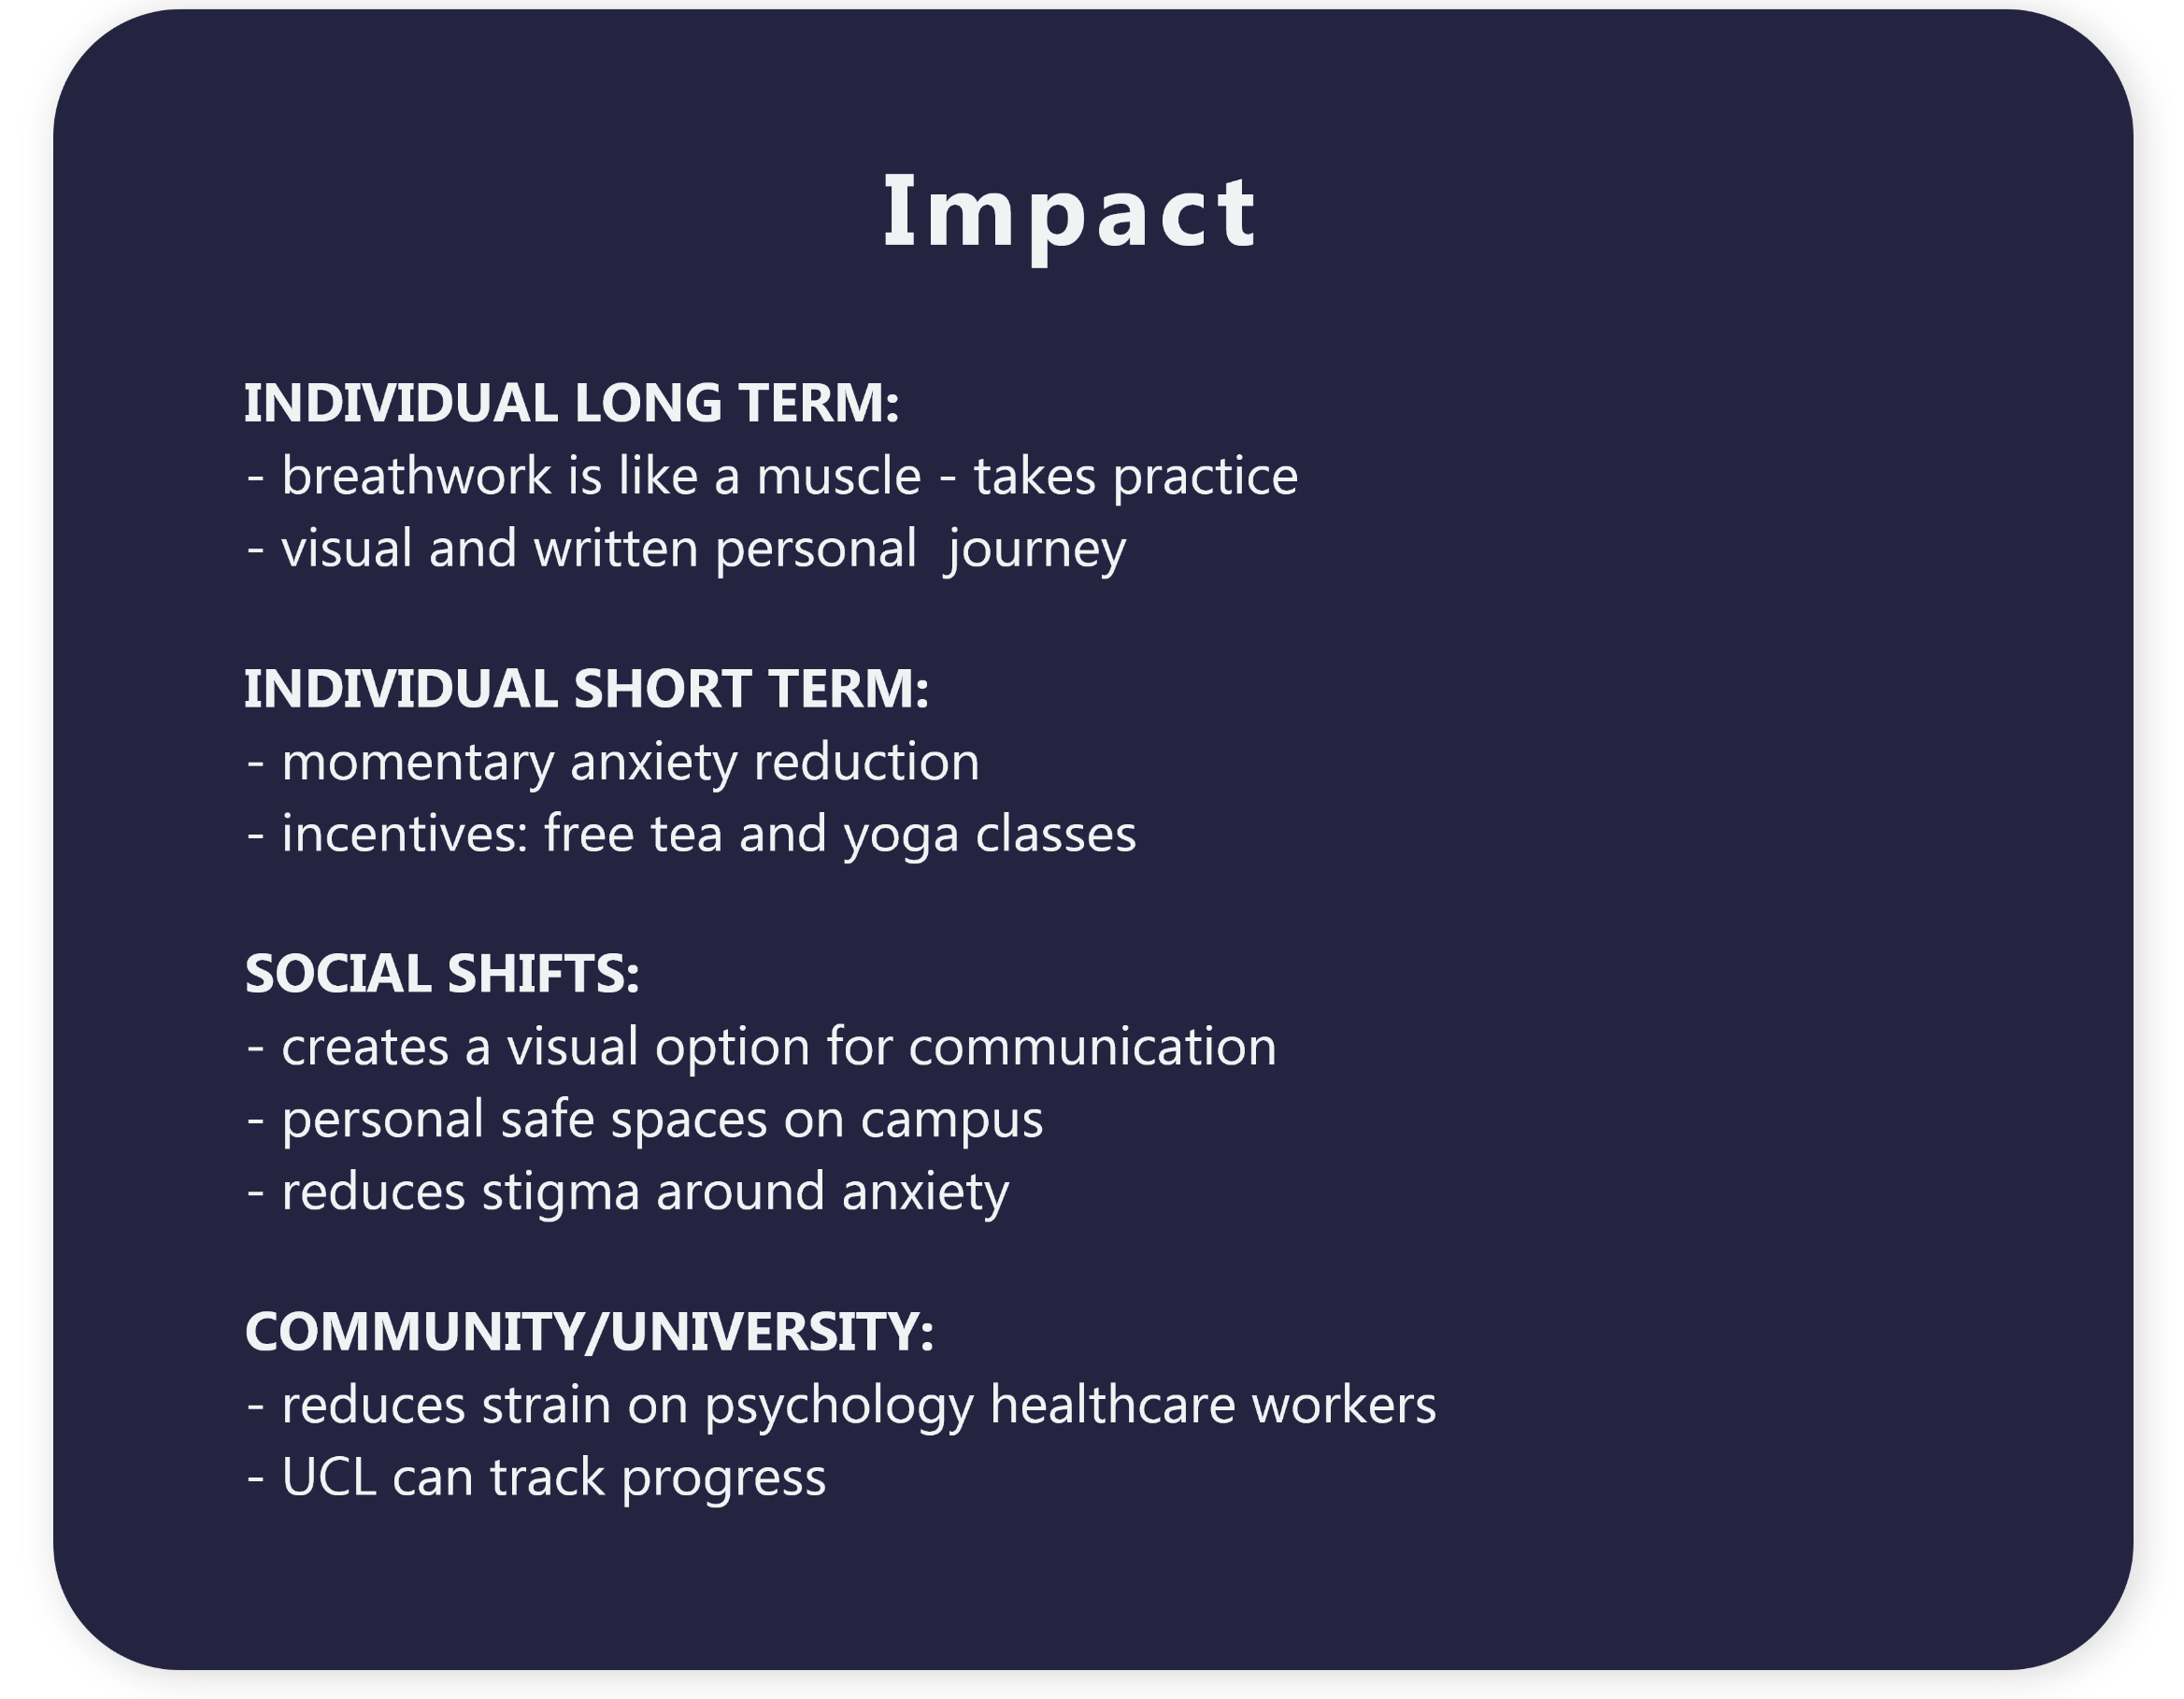 Impact
INDIVIDUAL LONG TERM:
- breathwork is like a muscle - takes practice
- visual and written personal  journey
INDIVIDUAL SHORT TERM:
- momentary anxiety reduction
- incentives: free tea and yoga classes
SOCIAL SHIFTS:
- creates a visual option for communication
- personal safe spaces on campus
- reduces stigma around anxiety
COMMUNITY/UNIVERSITY:
- reduces strain on psychology healthcare workers
- UCL can track progress